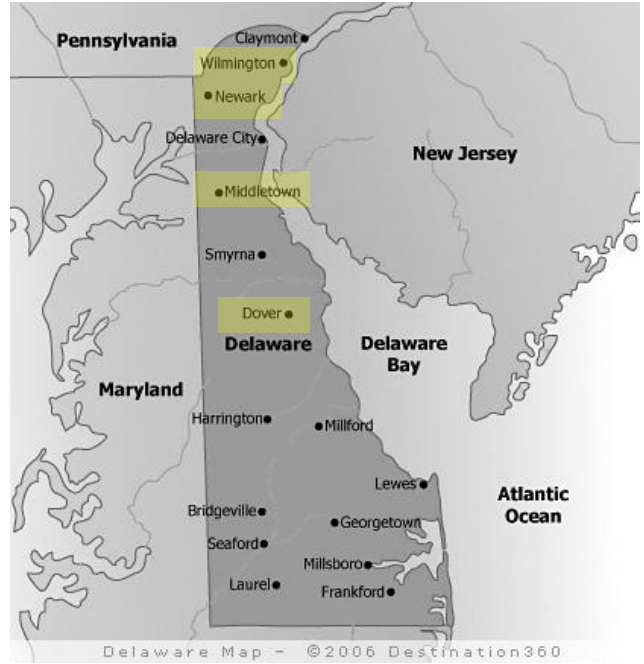 Pennsylvania
Claymont
Wilmington
Newark
Delaware City
New Jersey
Middletown
Smyrna
Dover
Delaware
Delaware
Bay
Maryland
Harrington
Millford
Lewes
Atlantic
Ocean
Bridgeville
Georgetown
Seaford
Millsboro
Laurel
Frankford
Delaware Map – ©2006 Destination360